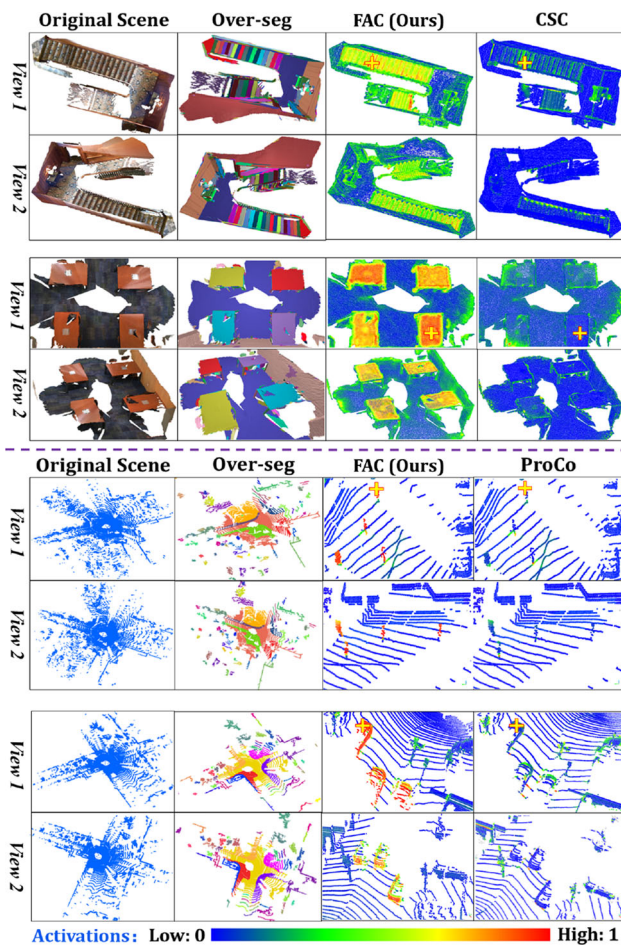 Original Scene Over-seg FAC (Ours) CSC
View 1
View 2
View 1
View 2
Original Scene Over-seg FAC (Ours) ProCo
View 1
View 2
View 1
View 2
Activations: Low: 0 High: 1